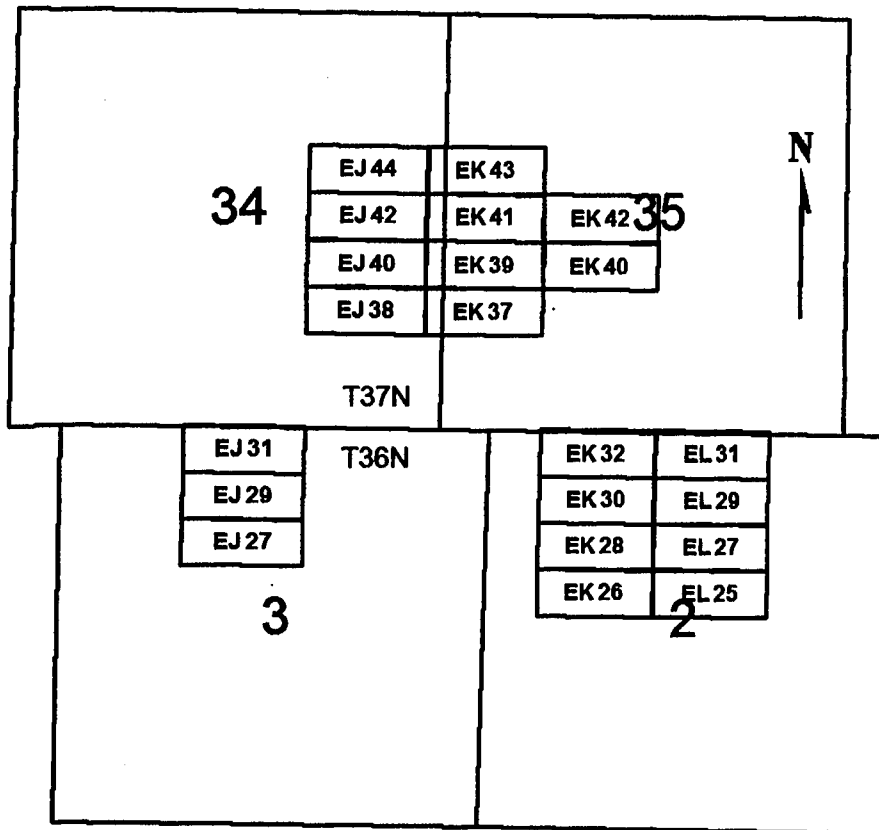 N
EJ 44 EK 43
34 EJ 42 EK 41 EK 42 35
EJ 40 EK 39 EK 40
EJ 38 EK 37
T37N
T36N
EJ 31 EK 32 EL 31
EJ 29 EK 30 EL 29
EJ 27 EK 28 EL 27
EK 26 EL 25
3 2